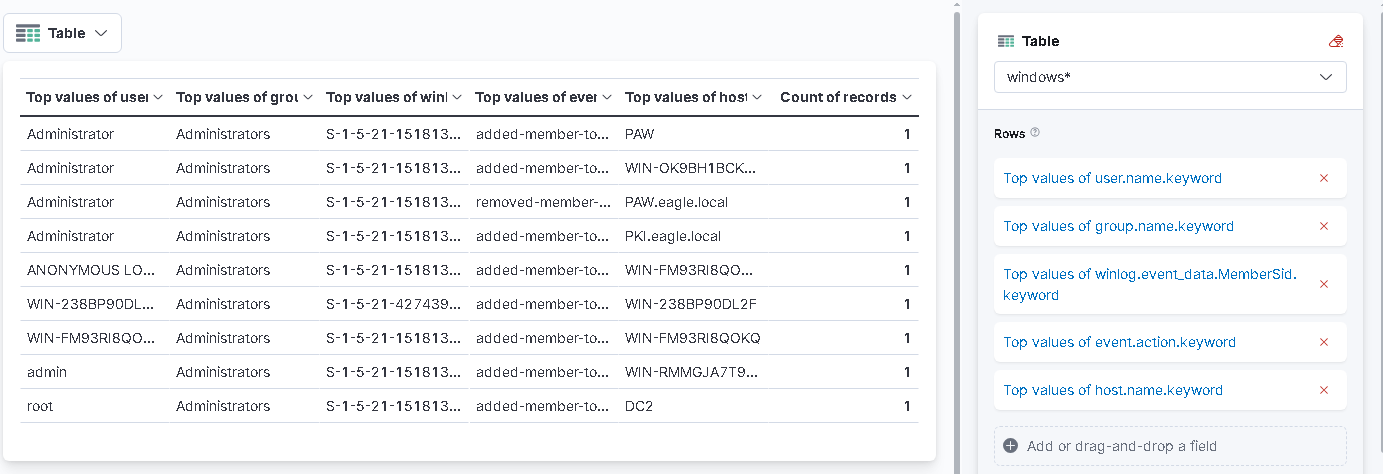 Table
Top values of user
Top values of grou
Top values of winl
Top values of ever
Top values of host
Count of records
Administrator Administrators S-1-5-21-151813... added-member-to... PAW 1
Administrator Administrators S-1-5-21-151813... added-member-to... WIN-OK9BH1BCK... 1
Administrator Administrators S-1-5-21-151813... removed-member-... PAW.eagle.local 1
Administrator Administrators S-1-5-21-151813... added-member-to... PKI.eagle.local 1
ANONYMOUS LO... Administrators S-1-5-21-151813... added-member-to... WIN-FM93RI8QO... 1
WIN-238BP90DL... Administrators S-1-5-21-427439... added-member-to... WIN-238BP90DL2F 1
WIN-FM93RI8QO... Administrators S-1-5-21-151813... added-member-to... WIN-FM93RI8QOKQ 1
admin Administrators S-1-5-21-151813... added-member-to... WIN-RMMGJA7T9... 1
root Administrators S-1-5-21-151813... added-member-to... DC2 1
Table
windows*
Rows
Top values of user.name.keyword
Top values of group.name.keyword
Top values of winlog.event_data.MemberSid.
keyword
Top values of event.action.keyword
Top values of host.name.keyword
Add or drag-and-drop a field